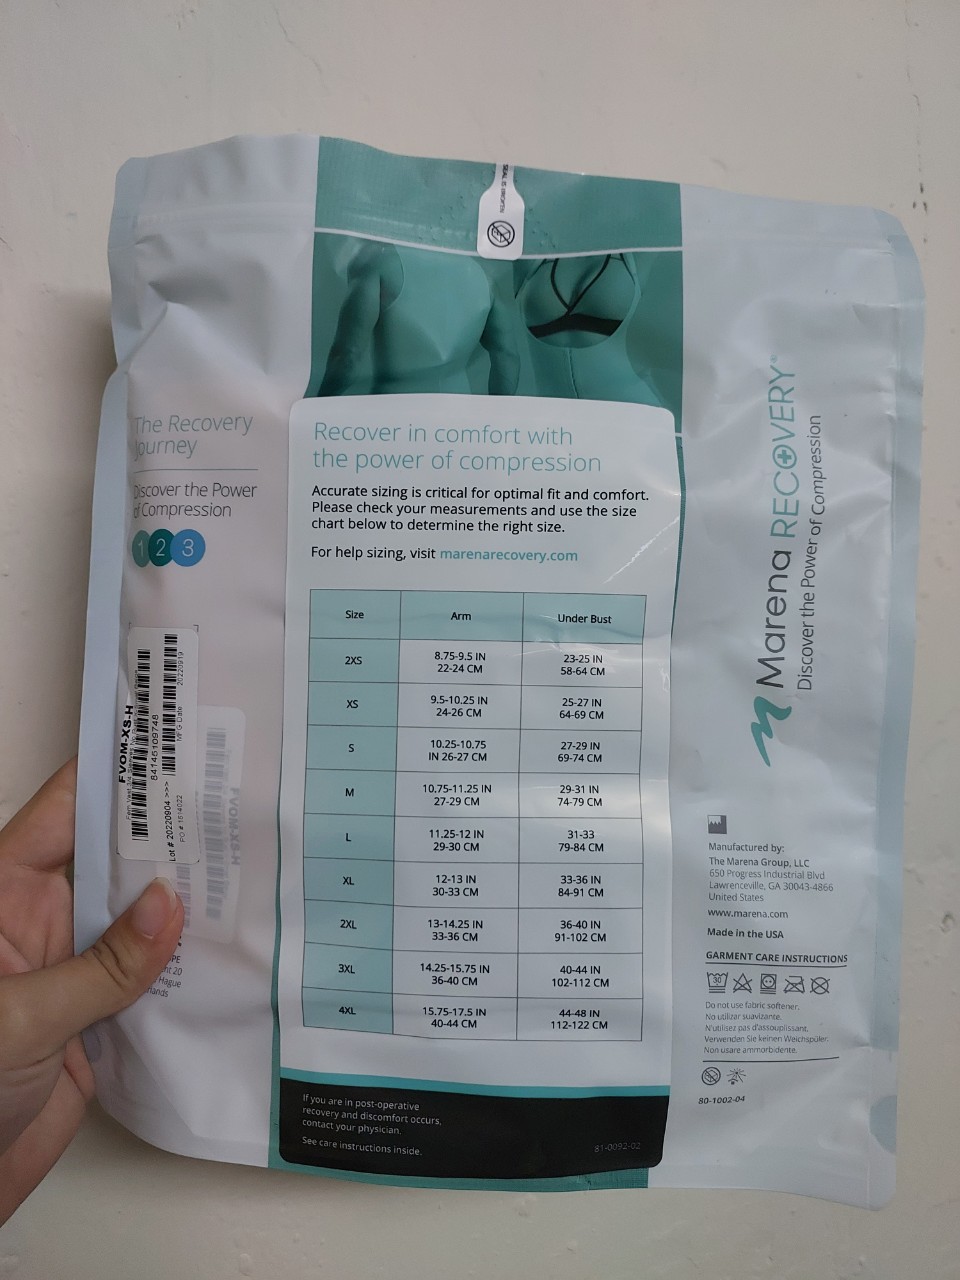 SEAL IS BROKEN
The Recovery
Journey
Discover the Power
of Compression
1 2 3
Recover in comfort with
the power of compression
Accurate sizing is critical for optimal fit and comfort.
Please check your measurements and use the size
chart below to determine the right size.
For help sizing, visit marenarecovery.com
Size Arm Under Bust
2XS 8.75-9.5 IN 23-25 IN
22-24 CM 58-64 CM
XS 9.5-10.25 IN 25-27 IN
24-26 CM 64-69 CM
S 10.25-10.75 27-29 IN
IN 26-27 CM 69-74 CM
M 10.75-11.25 IN 29-31 IN
27-29 CM 74-79 CM
L 11.25-12 IN 31-33
29-30 CM 79-84 CM
XL 12-13 IN 33-36 IN
30-33 CM 84-91 CM
2XL 13-14.25 IN 36-40 IN
33-36 CM 91-102 CM
3XL 14.25-15.75 IN 40-44 IN
36-40 CM 102-112 CM
4XL 15.75-17.5 IN 44-48 IN
40-44 CM 112-122 CM
If you are in post-operative
recovery and discomfort occurs,
contact your physician.
See care instructions inside.
81-0092-02
FVOM-XS-H
84145109748
Lot # 20220904 >>>
MFG Date 20220919
PO # 1514022
FVOM-XS-H
Hague
Marena RECOVERY
Discover the Power of Compression
Manufactured by:
The Marena Group, LLC
650 Progress Industrial Blvd
Lawrenceville, GA 30043-4866
United States
www.marena.com
Made in the USA
GARMENT CARE INSTRUCTIONS
30
Do not use fabric softener.
No utilizar suavizante.
N'utilisez pas d'assouplissant.
Verwenden Sie keinen Weichspüler.
Non usare ammorbidente.
80-1002-04